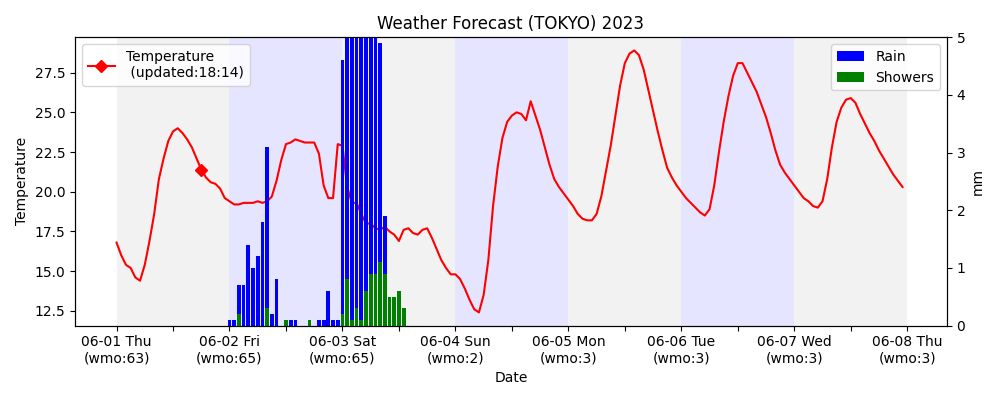 Weather Forecast (TOKYO) 2023
Temperature
(updated:18:14)
Rain
Showers
Temperature
27.5
25.0
22.5
20.0
17.5
15.0
12.5
5
4
3
2
1
0
mm
06-01 Thu
(wmo:63)
06-02 Fri
(wmo:65)
06-03 Sat
(wmo:65)
06-04 Sun
(wmo:2)
06-05 Mon
(wmo:3)
06-06 Tue
(wmo:3)
06-07 Wed
(wmo:3)
06-08 Thu
(wmo:3)
Date